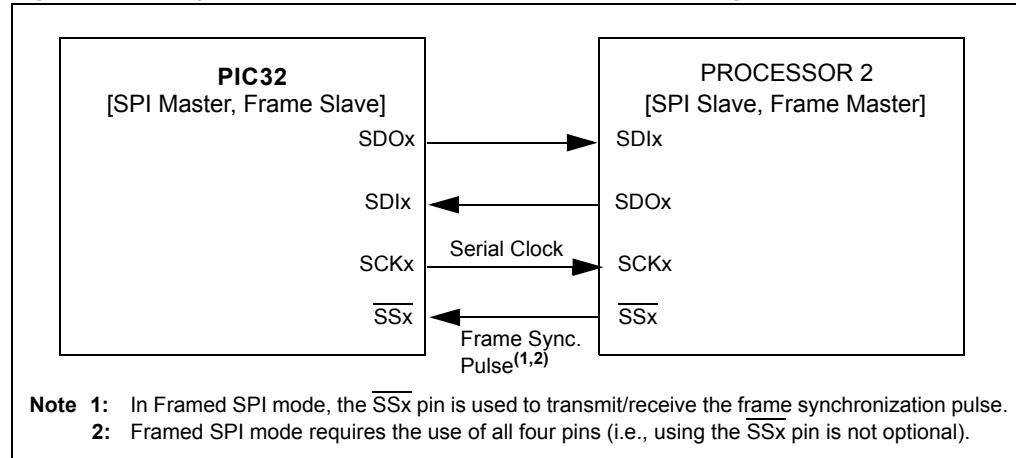 PIC32
[SPI Master, Frame Slave]
PROCESSOR 2
[SPI Slave, Frame Master]
SDOx
SDIx
SDIx
SDOx
SCKx
Serial Clock
SCKx
SSx
SSx
Frame Sync.
Pulse(1,2)
Note 1: In Framed SPI mode, the SSx pin is used to transmit/receive the frame synchronization pulse.
2: Framed SPI mode requires the use of all four pins (i.e., using the SSx pin is not optional).